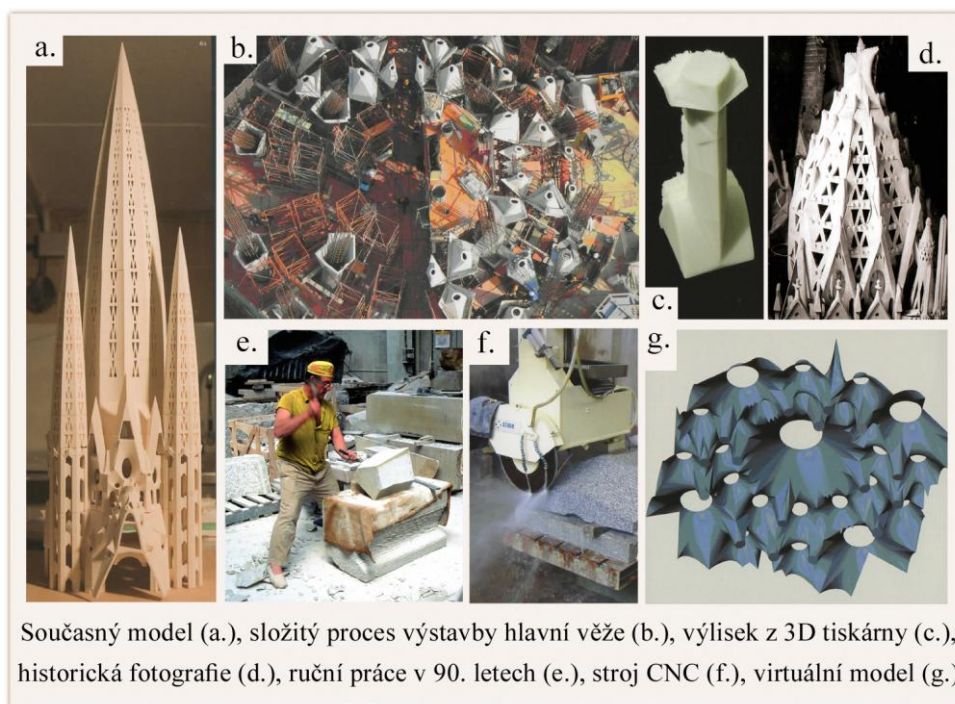 a.
b.
c.
d.
e.
f.
g.
Současný model (a.), složitý proces výstavby hlavní věže (b.), výlisek z 3D tiskárny (c.),
historická fotografie (d.), ruční práce v 90. letech (e.), stroj CNC (f.), virtuální model (g.)